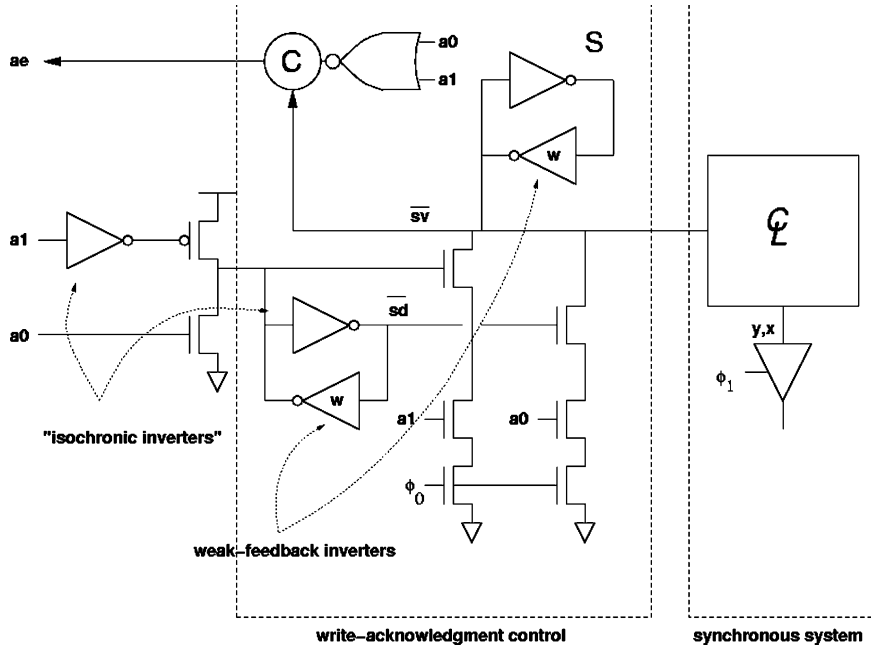 ae
C
a0
a1
S
w
sv
a1
a0
sd
w
a1
a0
ϕ0
CL
y,x
ϕ1
"isochronic inverters"
weak-feedback inverters
write-acknowledgment control
synchronous system